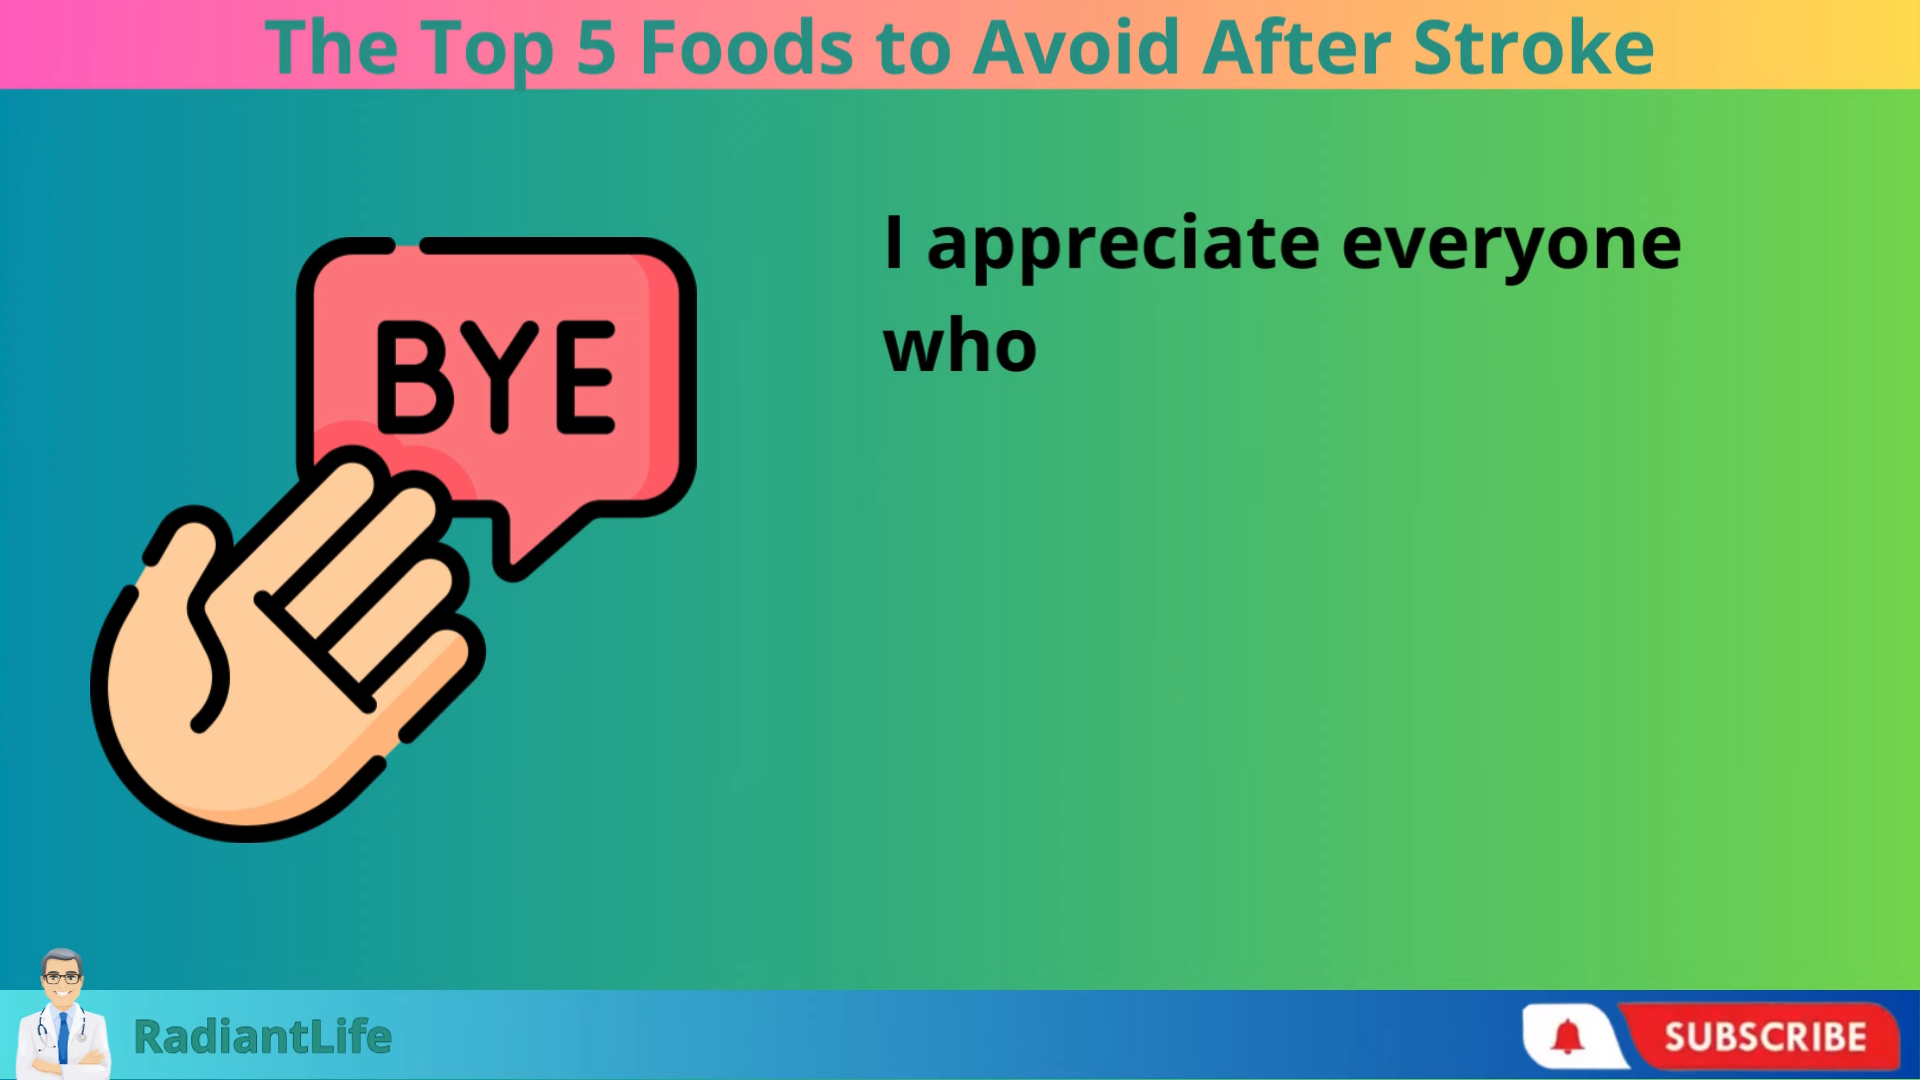 The Top 5 Foods to Avoid After Stroke
BYE
I appreciate everyone
who
RadiantLife
SUBSCRIBE